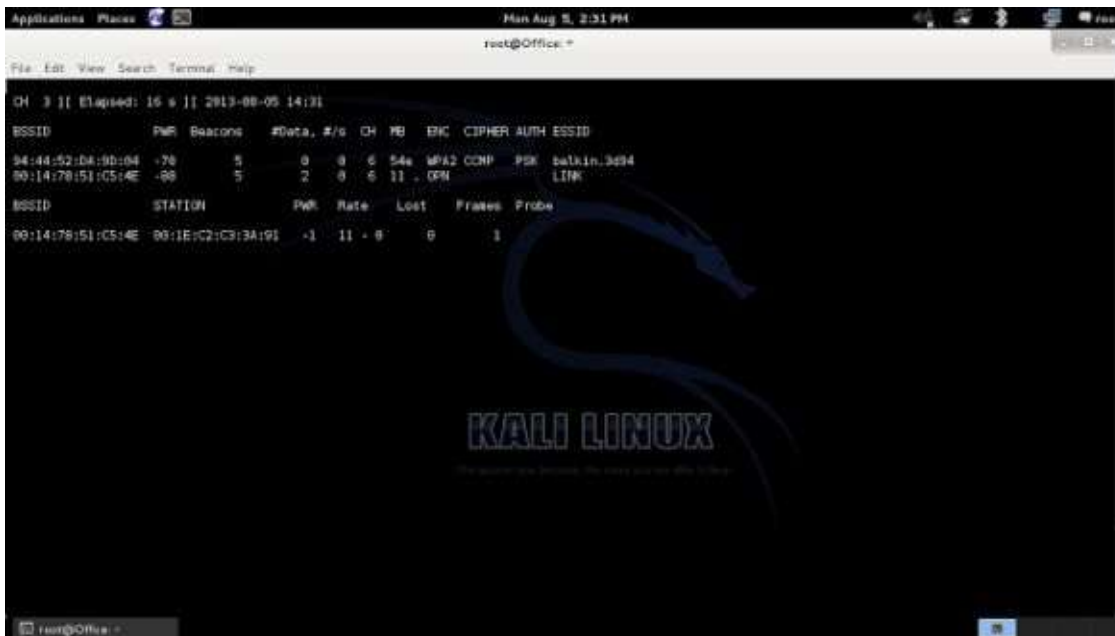 Applications Places Mon Aug 5, 2:31 PM
root@Office: ~
File Edit View Search Terminal Help
CH 3 ][ Elapsed: 16 s ][ 2013-08-05 14:31
BSSID PWR Beacons #Data, #/s CH MB ENC CIPHER AUTH ESSID
94:44:52:DA:9D:04 -70 5 0 0 6 54e WPA2 CCMP PSK belkin.3d94
00:14:78:51:C5:4E -80 5 2 0 6 11 . OPN LINK
BSSID STATION PWR Rate Lost Frames Probe
00:14:78:51:C5:4E 00:1E:C2:C3:3A:91 -1 11 - 0 0 1
KALI LINUX
root@Office: ~